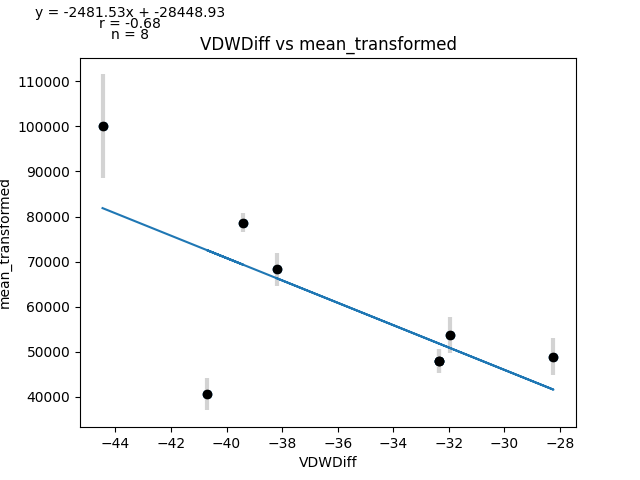 y = -2481.53x + -28448.93
r = -0.68
n = 8
VDWDiff vs mean_transformed
110000
100000
90000
80000
70000
60000
50000
40000
mean_transformed
−44
−42
−40
−38
−36
−34
−32
−30
−28
VDWDiff